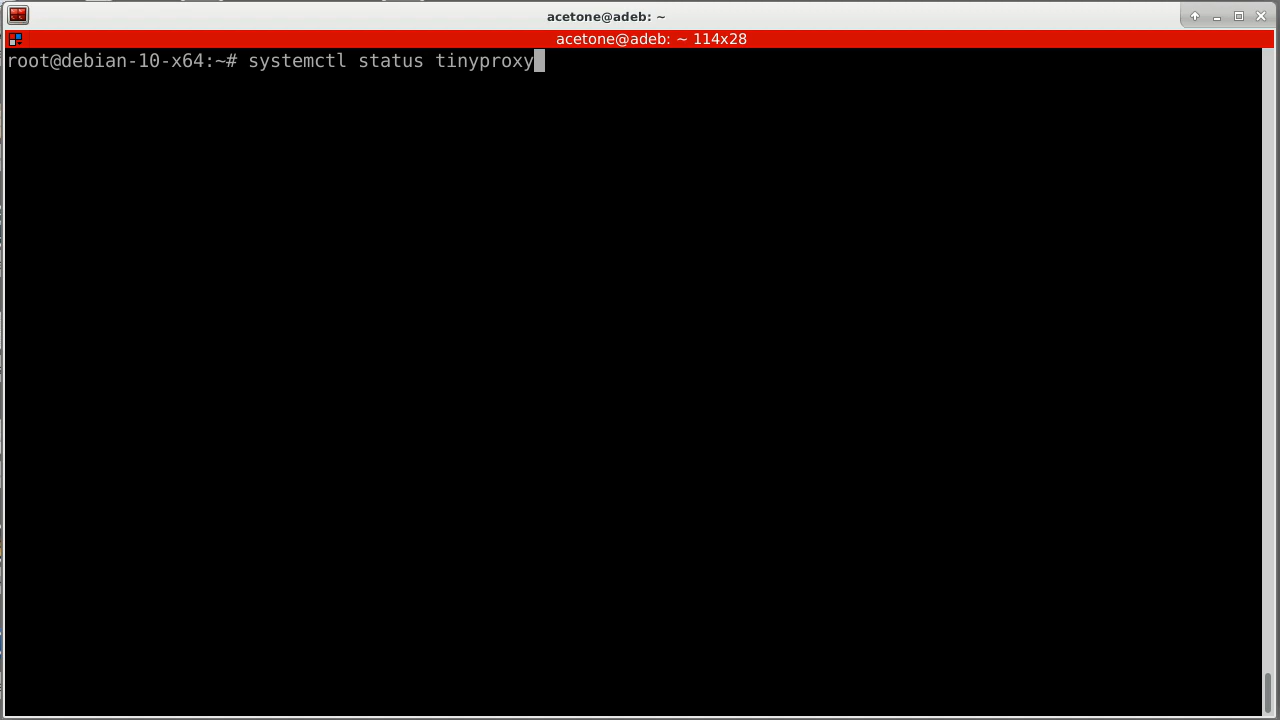 acetone@adeb: ~
acetone@adeb: ~ 114x28
root@debian-10-x64:~# systemctl status tinyproxy